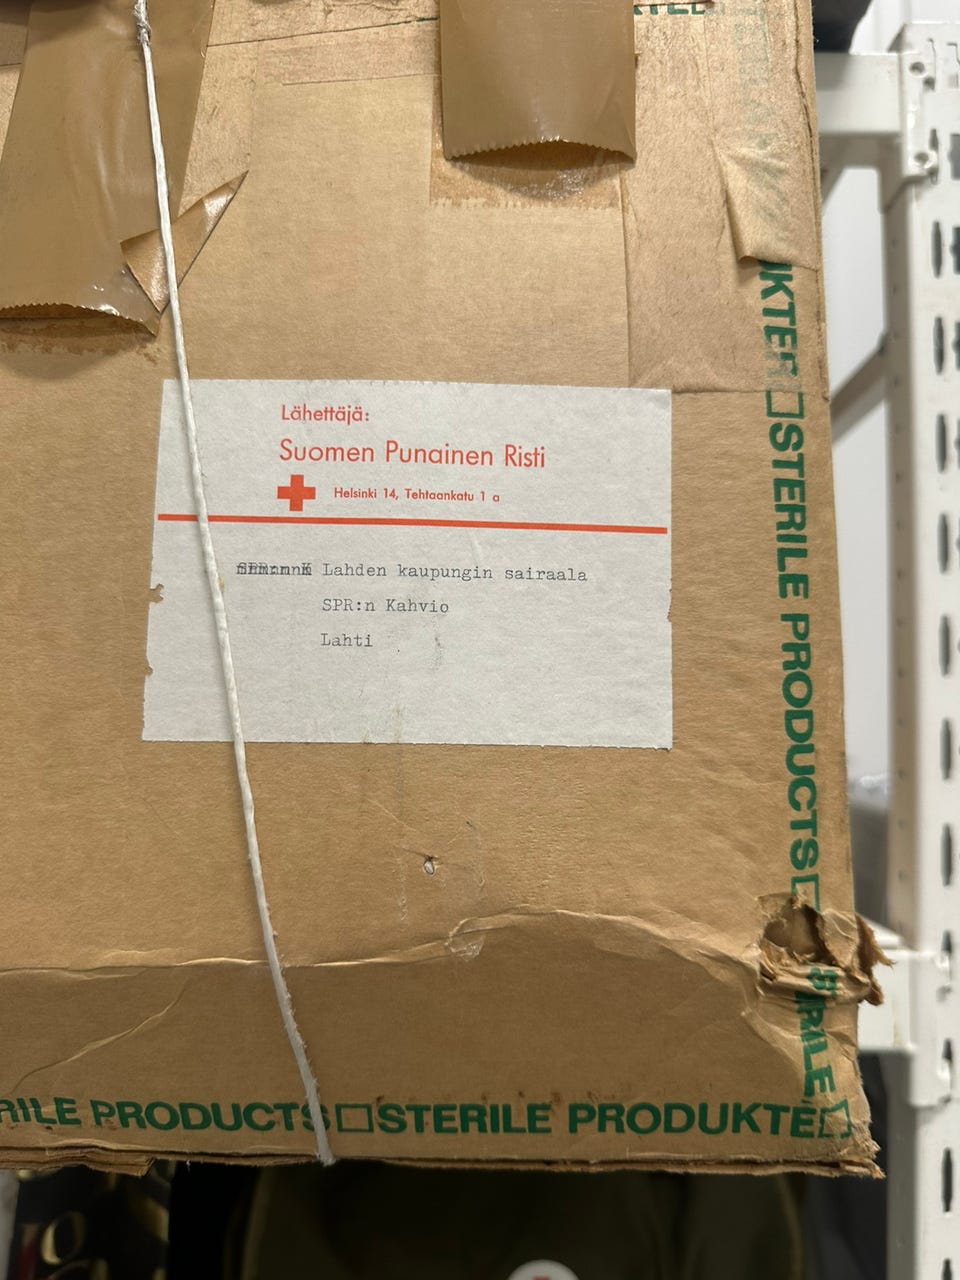 Lähettäjä:
Suomen Punainen Risti
Helsinki 14, Tehtaankatu 1 a
Lahden kaupungin sairaala
SPR:n Kahvio
Lahti
STERILE PRODUCTS
RILE PRODUCTS STERILE PRODUKTE